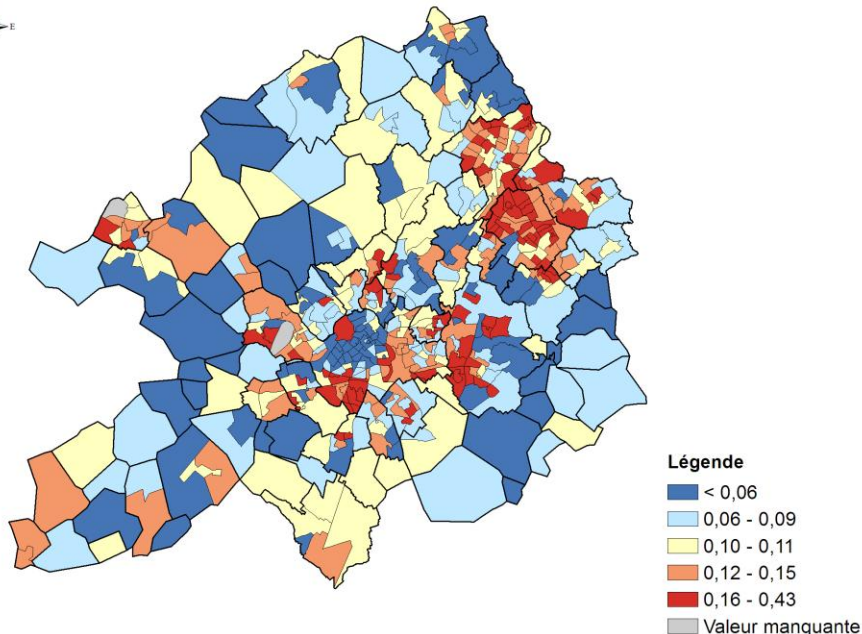 E
Légende
< 0,06
0,06 - 0,09
0,10 - 0,11
0,12 - 0,15
0,16 - 0,43
Valeur manquante